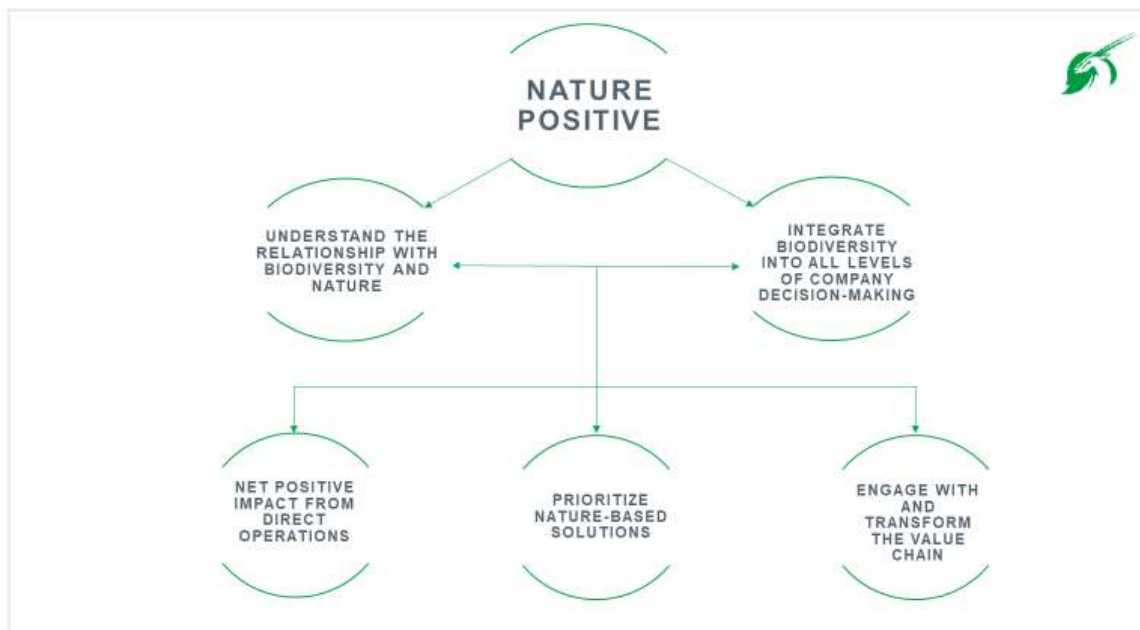 NATURE
POSITIVE
UNDERSTAND THE
RELATIONSHIP WITH
BIODIVERSITY AND
NATURE
INTEGRATE
BIODIVERSITY
INTO ALL LEVELS
OF COMPANY
DECISION-MAKING
NET POSITIVE
IMPACT FROM
DIRECT
OPERATIONS
PRIORITIZE
NATURE-BASED
SOLUTIONS
ENGAGE WITH
AND
TRANSFORM
THE VALUE
CHAIN